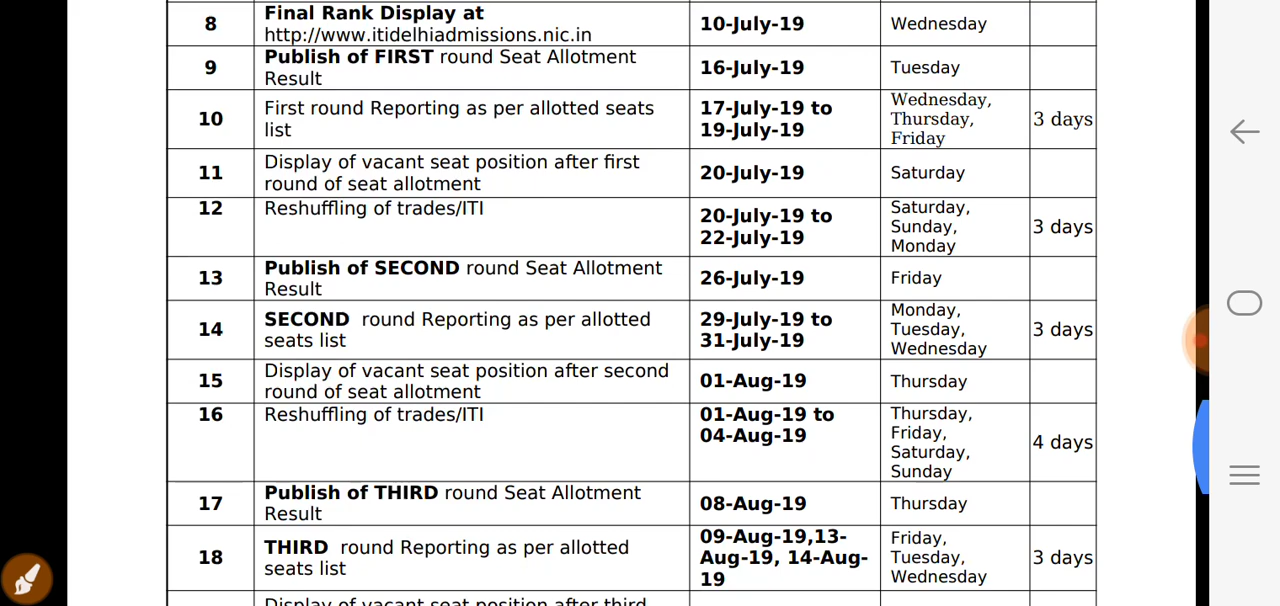 8
Final Rank Display at
http://www.itidelhiadmissions.nic.in
10-July-19
Wednesday
9
Publish of FIRST round Seat Allotment
Result
16-July-19
Tuesday
10
First round Reporting as per allotted seats
list
17-July-19 to
19-July-19
Wednesday,
Thursday,
Friday
3 days
11
Display of vacant seat position after first
round of seat allotment
20-July-19
Saturday
12
Reshuffling of trades/ITI
20-July-19 to
22-July-19
Saturday,
Sunday,
Monday
3 days
13
Publish of SECOND round Seat Allotment
Result
26-July-19
Friday
14
SECOND round Reporting as per allotted
seats list
29-July-19 to
31-July-19
Monday,
Tuesday,
Wednesday
3 days
15
Display of vacant seat position after second
round of seat allotment
01-Aug-19
Thursday
16
Reshuffling of trades/ITI
01-Aug-19 to
04-Aug-19
Thursday,
Friday,
Saturday,
Sunday
4 days
17
Publish of THIRD round Seat Allotment
Result
08-Aug-19
Thursday
18
THIRD round Reporting as per allotted
seats list
09-Aug-19,13-
Aug-19, 14-Aug-
19
Friday,
Tuesday,
Wednesday
3 days
Display of vacant seat position after third